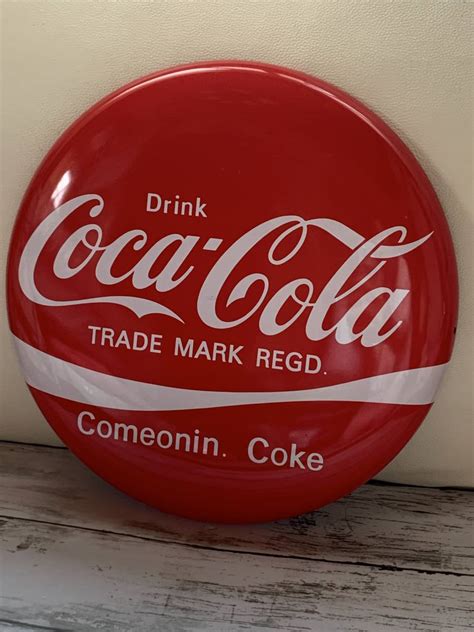 Drink
Coca-Cola
TRADE MARK REGD.
Comeonin. Coke